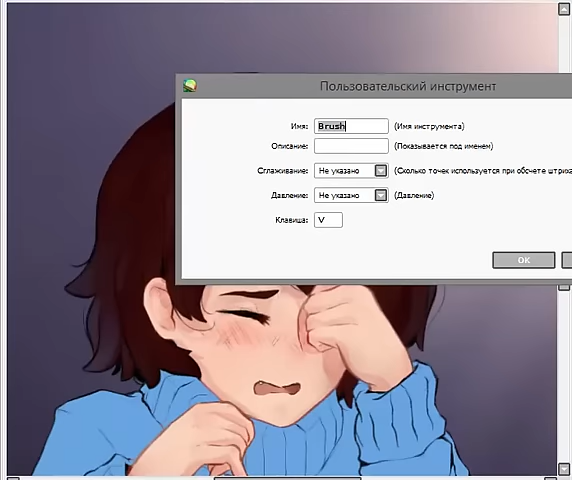 Пользовательский инструмент
Имя: Brush (Имя инструмента)
Описание: (Показывается под именем)
Сглаживание: Не указано (Сколько точек используется при обсчете штриха
Давление: Не указано (Давление)
Клавиша: V
OK